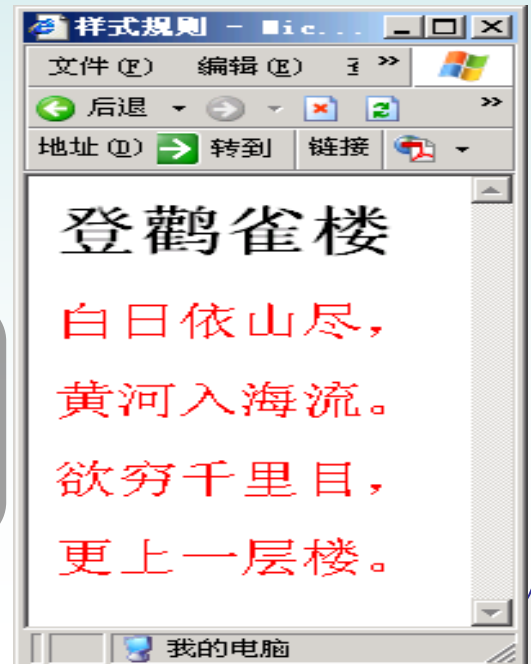 样式规则 - Mic...
文件(F) 编辑(E) »
后退 »
地址(D) 转到 链接
登鹳雀楼
白日依山尽，
黄河入海流。
欲穷千里目，
更上一层楼。
我的电脑